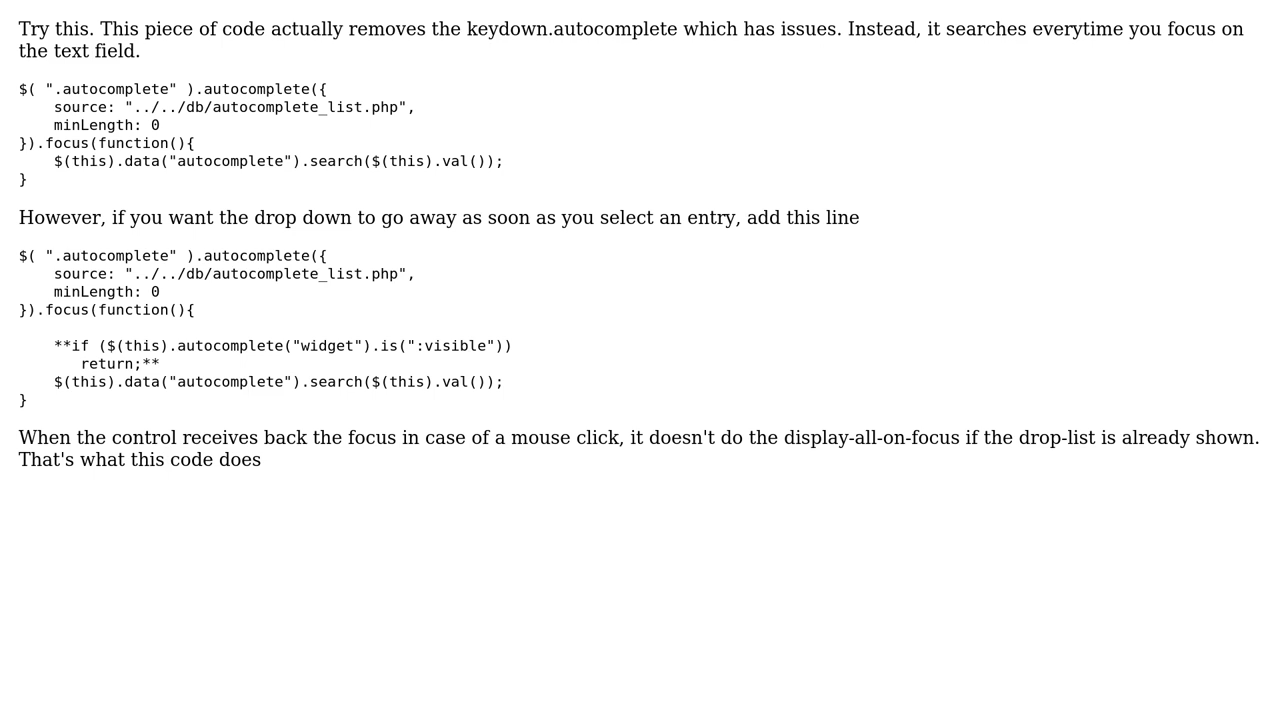 Try this. This piece of code actually removes the keydown.autocomplete which has issues. Instead, it searches everytime you focus on
the text field.
$( ".autocomplete" ).autocomplete({
    source: "../../db/autocomplete_list.php",
    minLength: 0
}).focus(function(){
    $(this).data("autocomplete").search($(this).val());
}
However, if you want the drop down to go away as soon as you select an entry, add this line
$( ".autocomplete" ).autocomplete({
    source: "../../db/autocomplete_list.php",
    minLength: 0
}).focus(function(){
    **if ($(this).autocomplete("widget").is(":visible"))
       return;**
    $(this).data("autocomplete").search($(this).val());
}
When the control receives back the focus in case of a mouse click, it doesn't do the display-all-on-focus if the drop-list is already shown.
That's what this code does